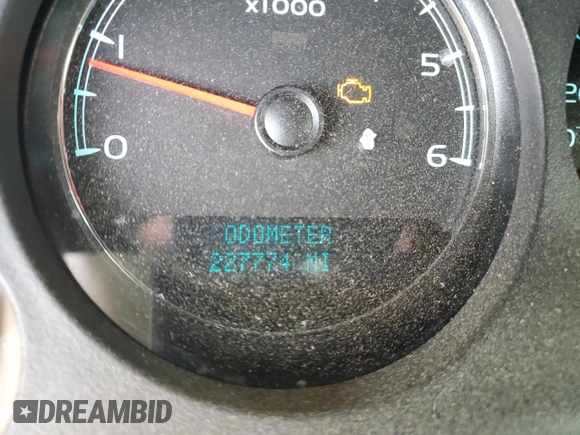 x1000
1
5
0
6
ODOMETER
227774 MI
DREAMBID